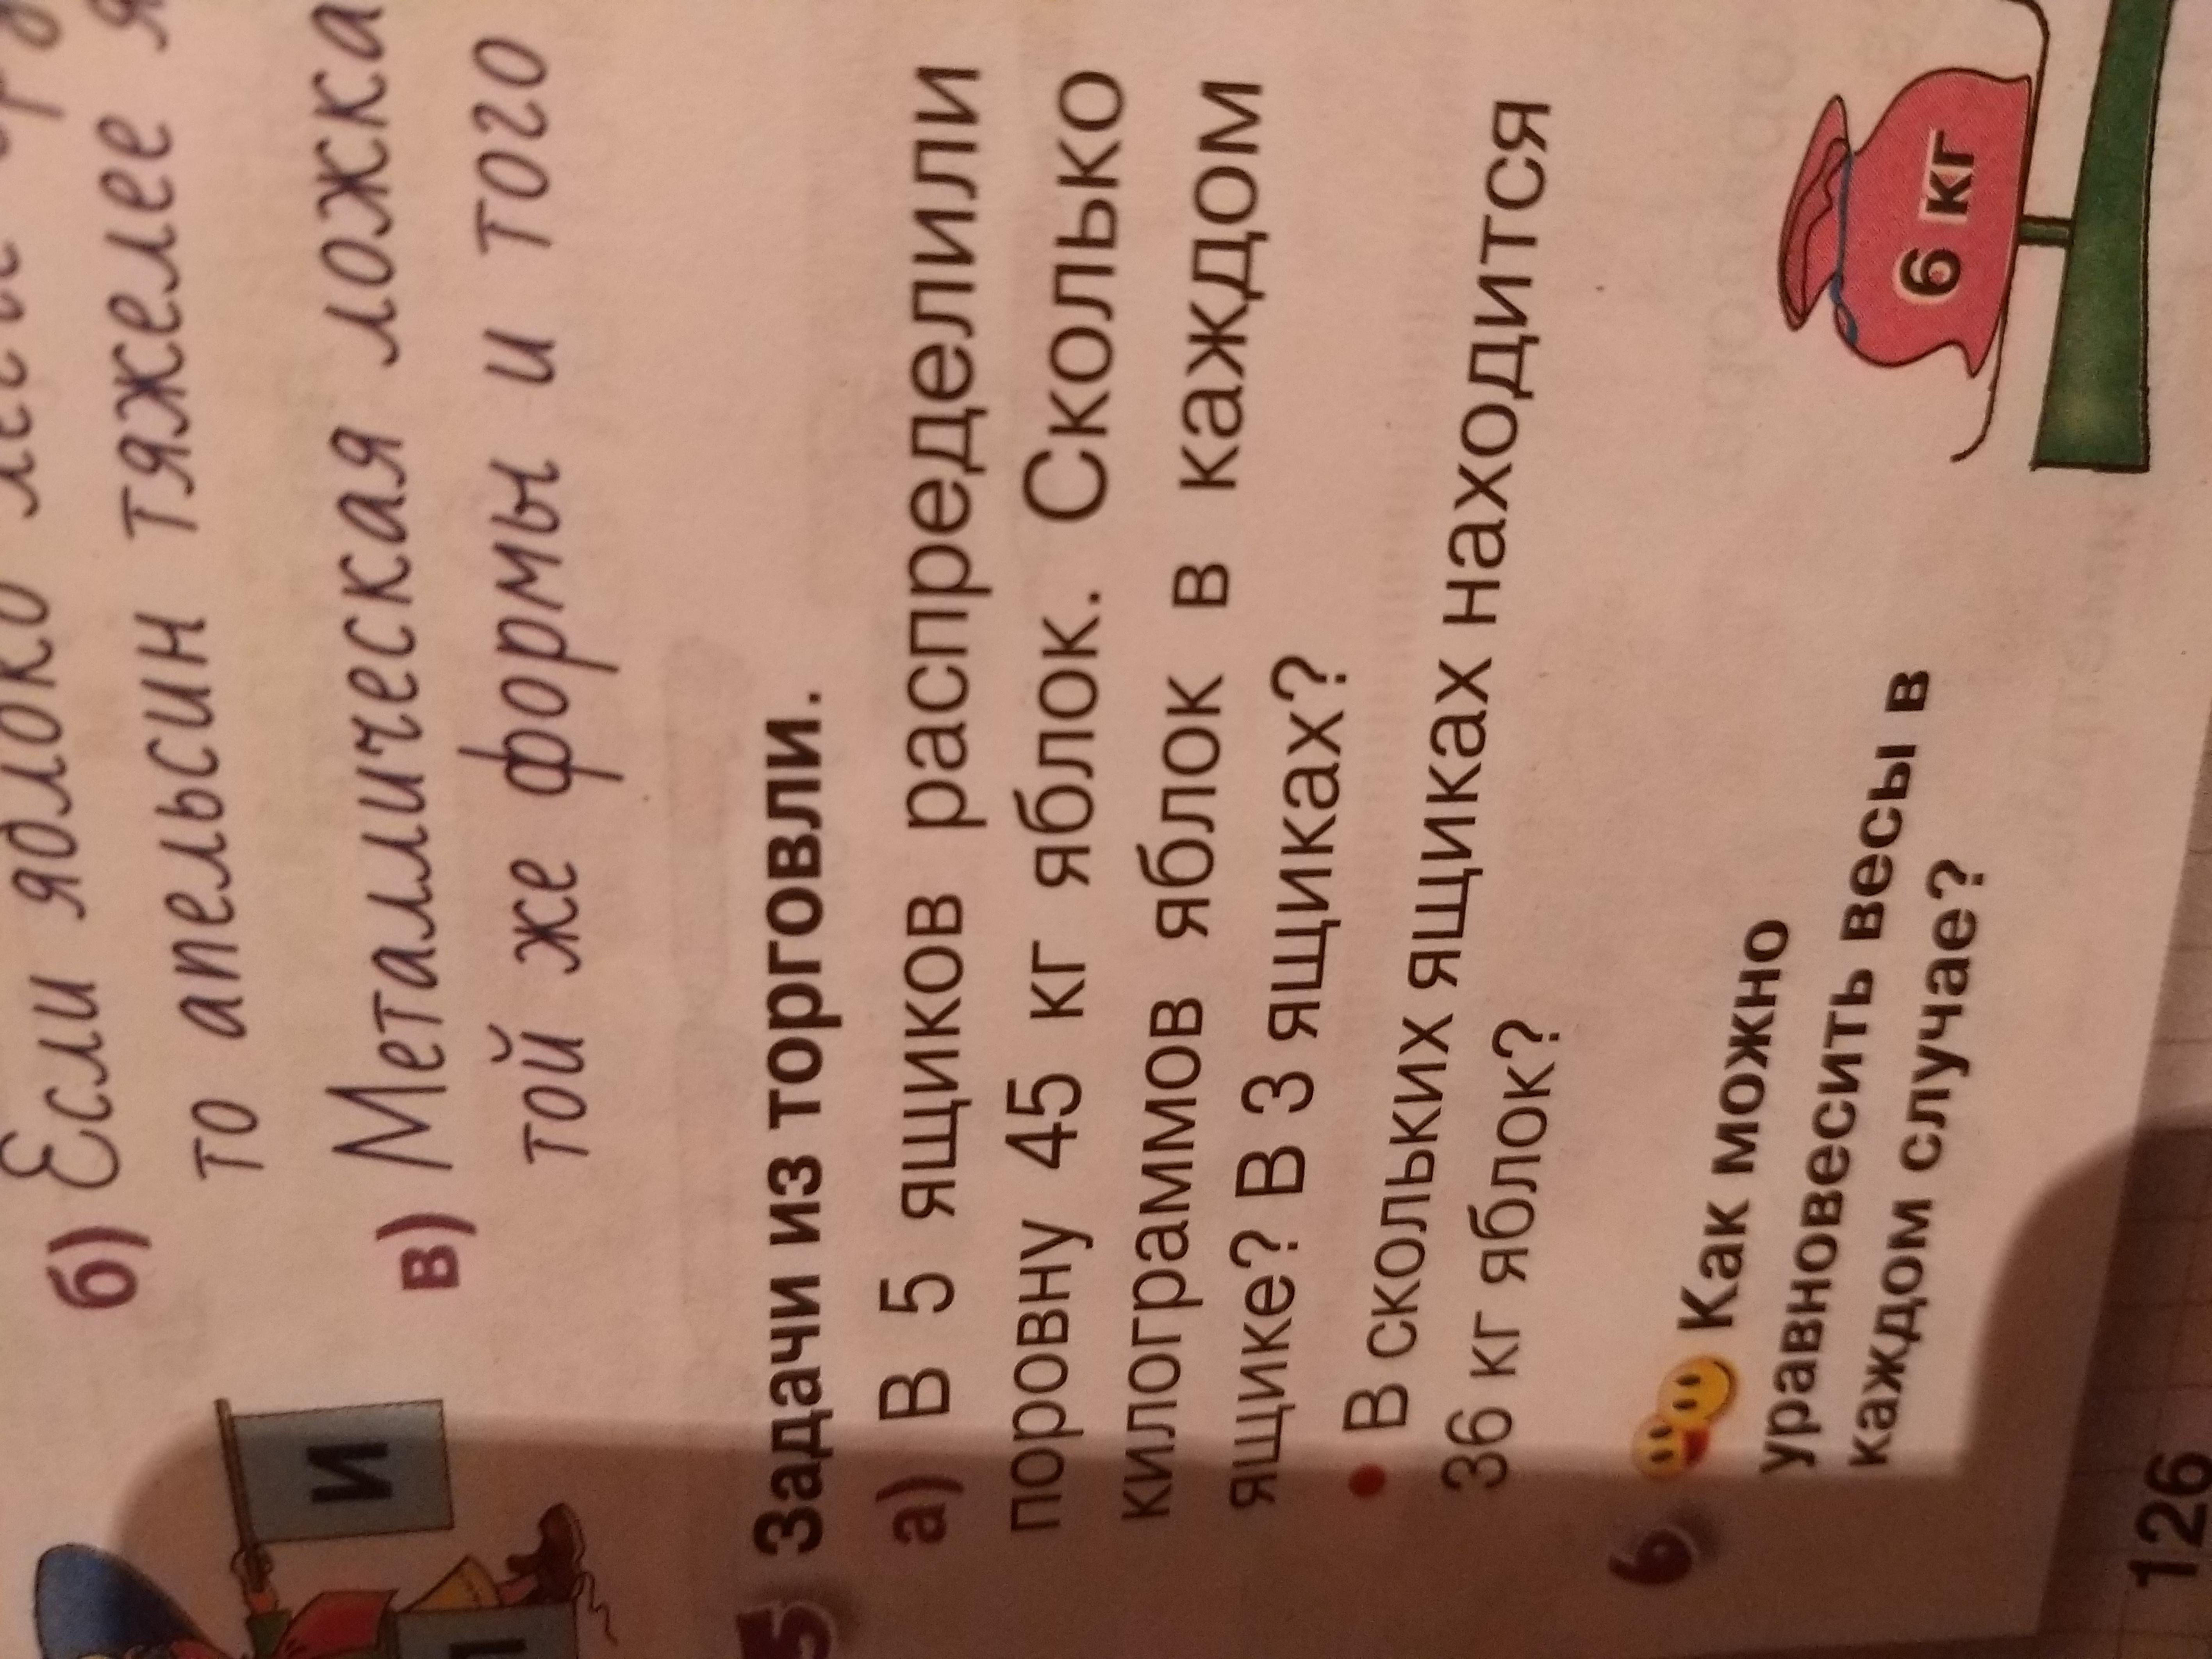 б) Если яблоко
то апельсин тяжелее я
в) Металлическая ложка
той же формы и того
И
5 Задачи из торговли.
а) В 5 ящиков распределили
поровну 45 кг яблок. Сколько
килограммов яблок в каждом
ящике? В 3 ящиках?
• В скольких ящиках находится
36 кг яблок?
6 Как можно
уравновесить весы в
каждом случае?
6 кг
126